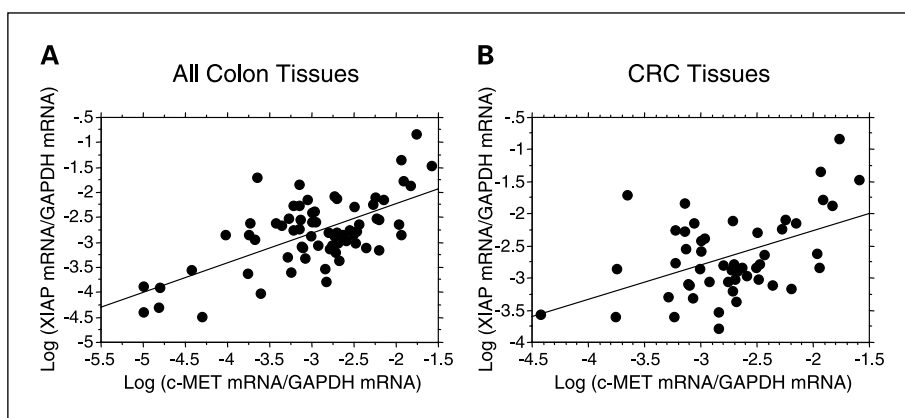 A
All Colon Tissues
Log (XIAP mRNA/GAPDH mRNA)
-.5
-1
-1.5
-2
-2.5
-3
-3.5
-4
-4.5
-5
-5.5 -5 -4.5 -4 -3.5 -3 -2.5 -2 -1.5
Log (c-MET mRNA/GAPDH mRNA)
B
CRC Tissues
Log (XIAP mRNA/GAPDH mRNA)
-.5
-1
-1.5
-2
-2.5
-3
-3.5
-4
-4.5 -4 -3.5 -3 -2.5 -2 -1.5
Log (c-MET mRNA/GAPDH mRNA)